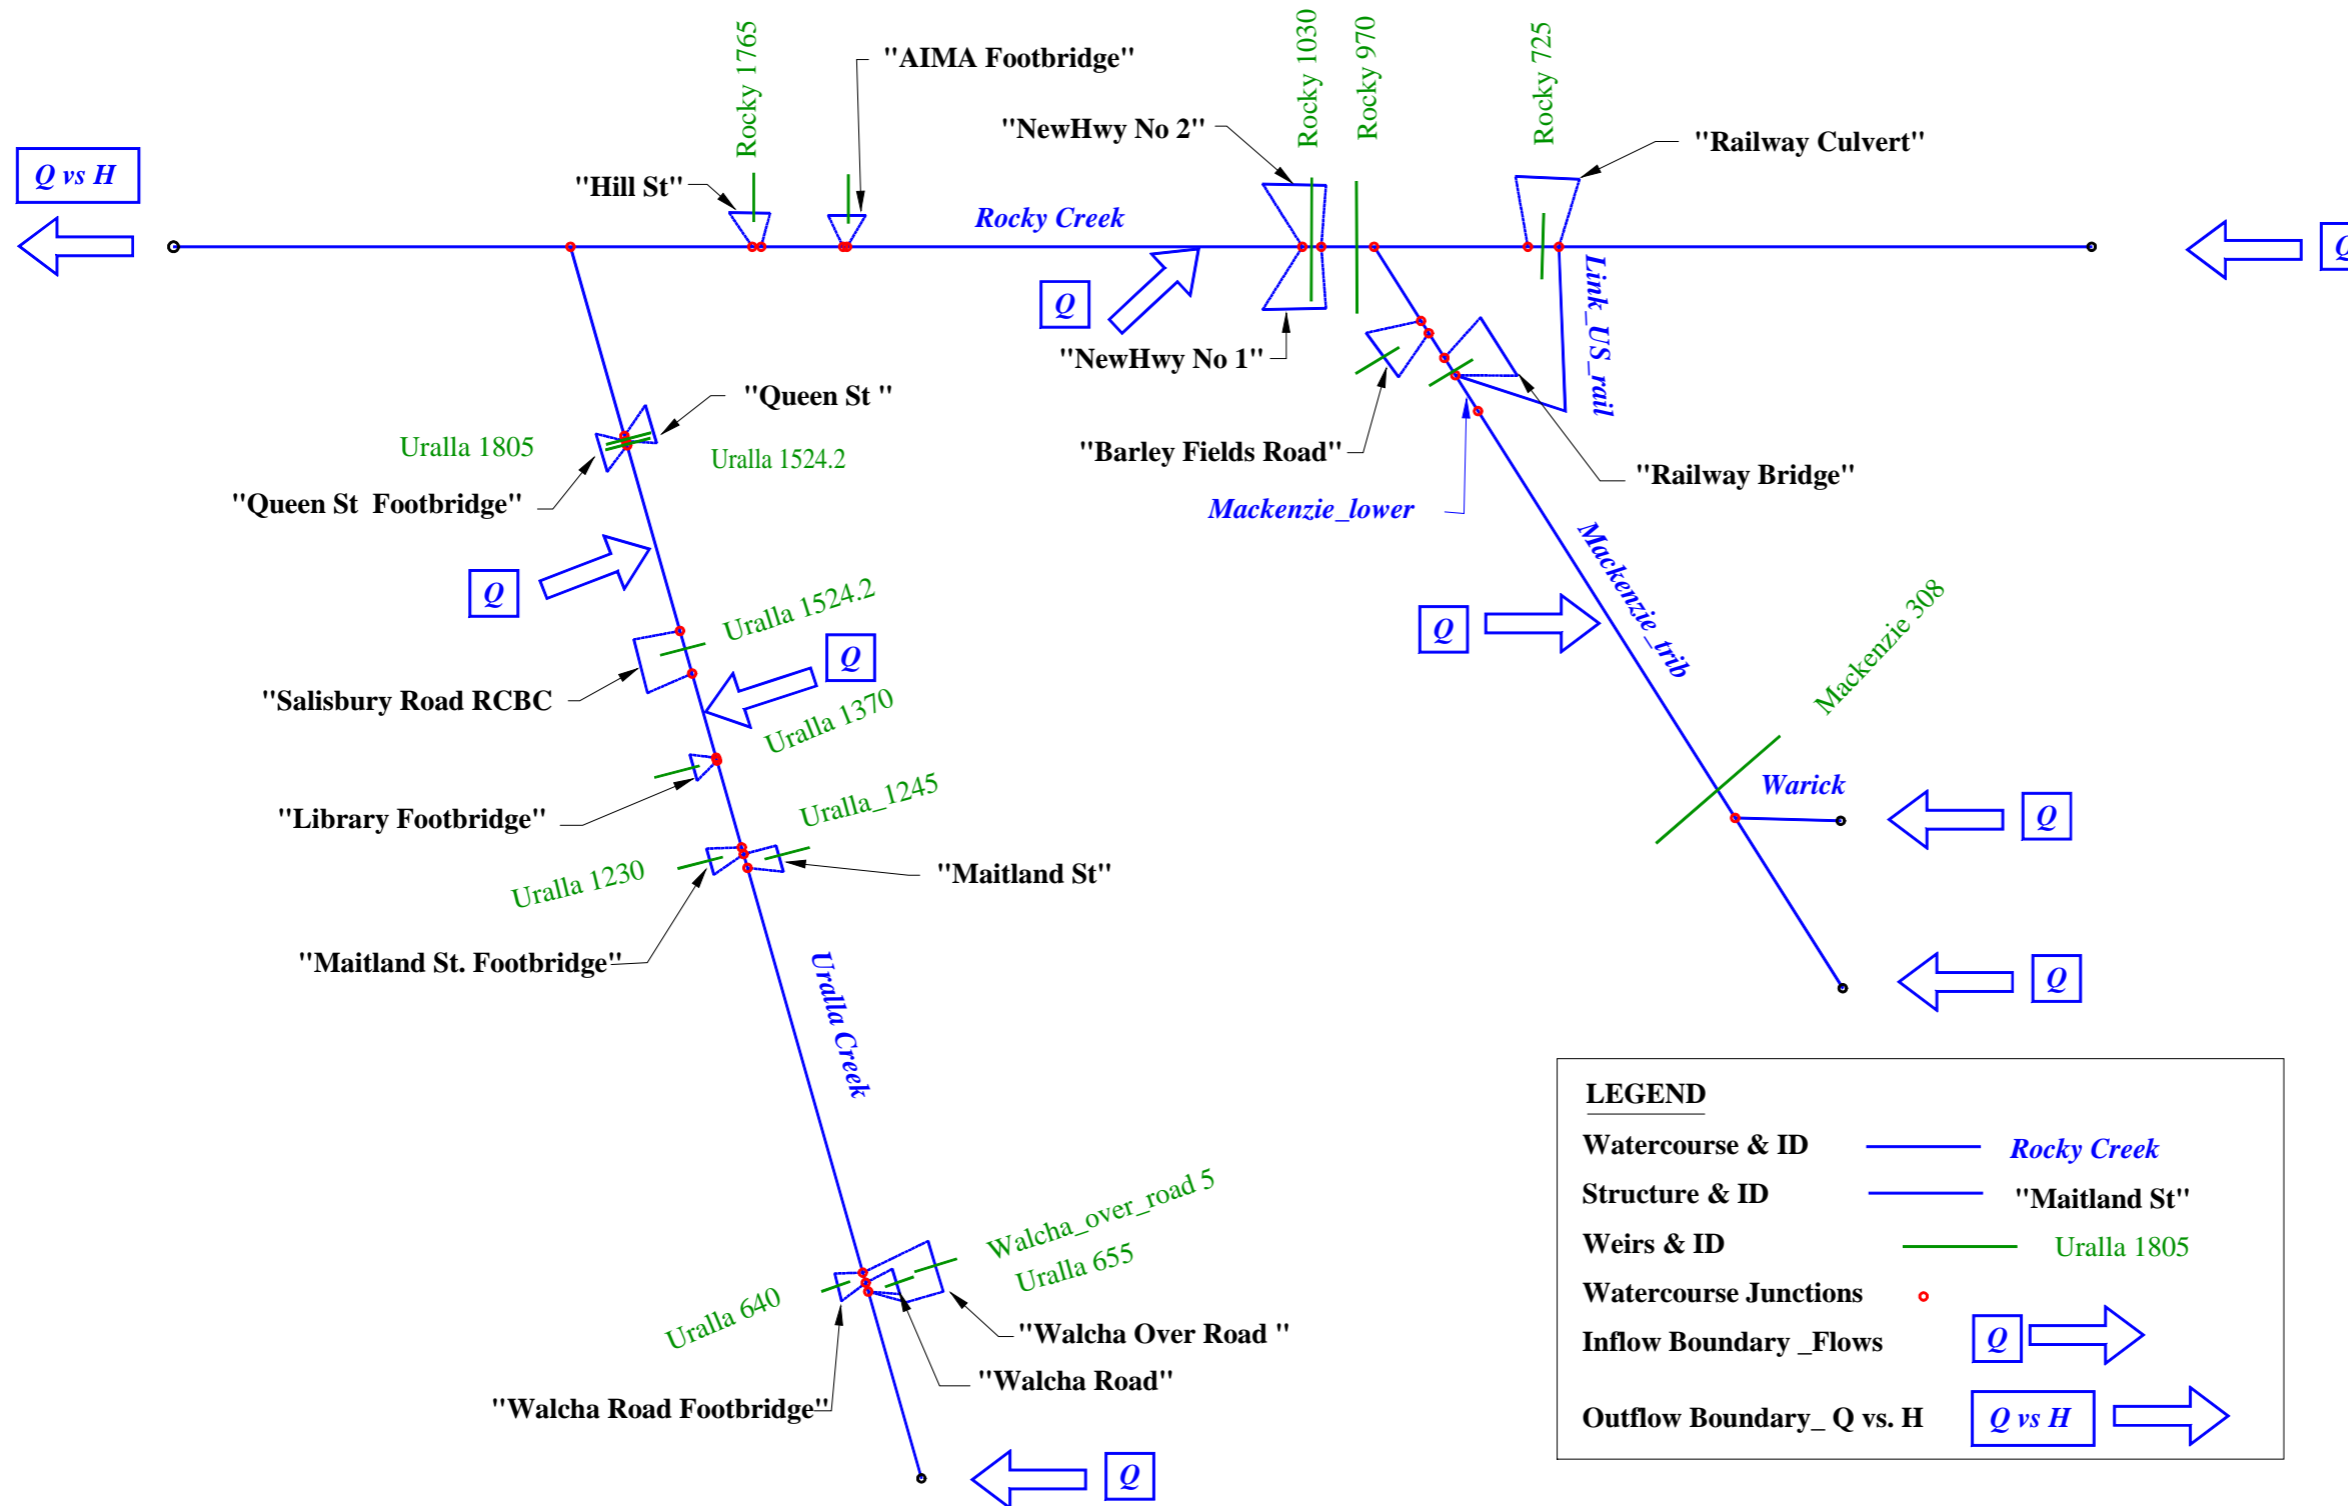 Rocky 1765
"AIMA Footbridge"
Rocky 1030
Rocky 970
Rocky 725
"NewHwy No 2"
"Railway Culvert"
Q vs H
"Hill St"
Rocky Creek
Q
Q
Link_US_rail
"NewHwy No 1"
"Queen St "
Uralla 1805
Uralla 1524.2
"Barley Fields Road"
"Railway Bridge"
"Queen St  Footbridge"
Mackenzie_lower
Mackenzie_trib
Q
Uralla 1524.2
Q
Q
Mackenzie 308
"Salisbury Road RCBC
Uralla 1370
Warick
"Library Footbridge"
Uralla_1245
Q
Uralla 1230
"Maitland St"
"Maitland St. Footbridge"
Uralla Creek
Q
Walcha_over_road 5
Uralla 655
Uralla 640
"Walcha Over Road "
"Walcha Road"
"Walcha Road Footbridge"
Q
LEGEND
Watercourse & ID Rocky Creek
Structure & ID "Maitland St"
Weirs & ID Uralla 1805
Watercourse Junctions
Inflow Boundary _Flows Q
Outflow Boundary_ Q vs. H Q vs H